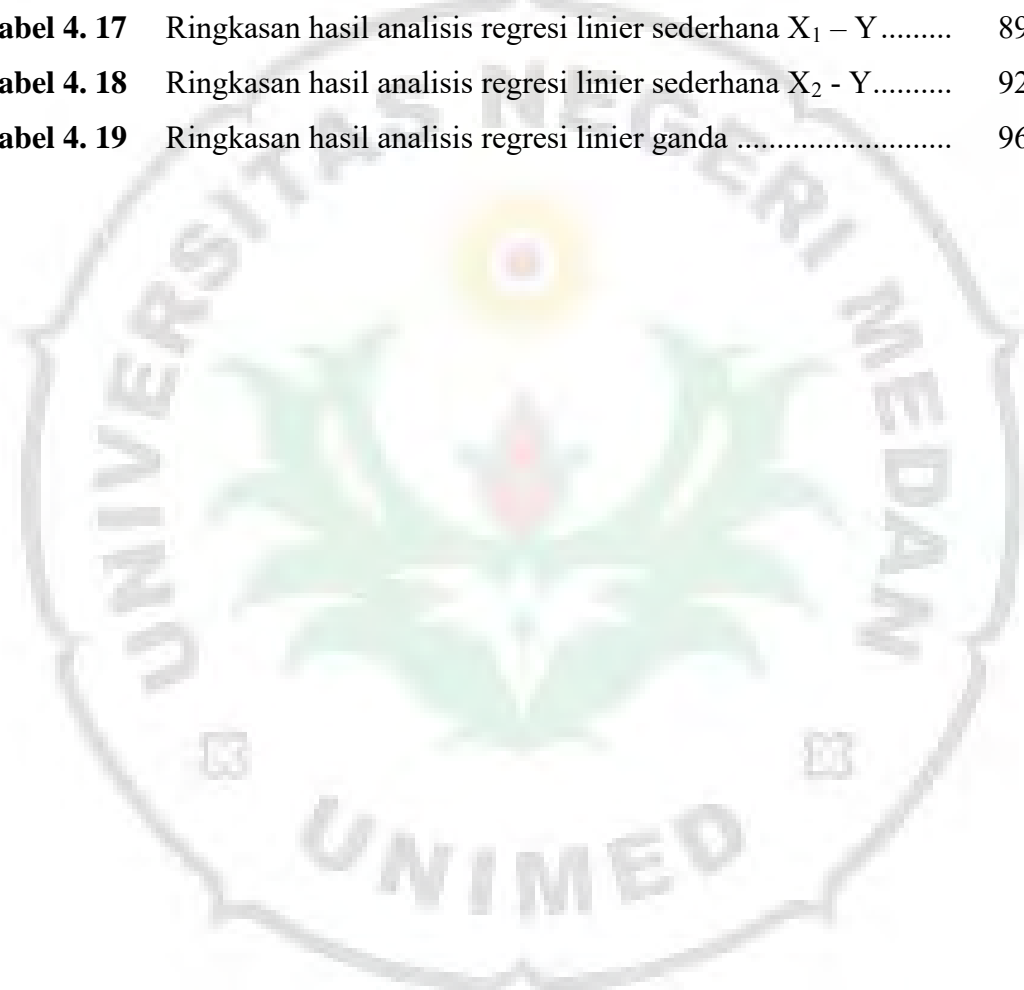 abel 4. 17 Ringkasan hasil analisis regresi linier sederhana X₁ – Y ......... 89
abel 4. 18 Ringkasan hasil analisis regresi linier sederhana X₂ - Y.......... 92
abel 4. 19 Ringkasan hasil analisis regresi linier ganda ........................... 96
UNIVERSITAS NEGERI MEDAN
UNIMED